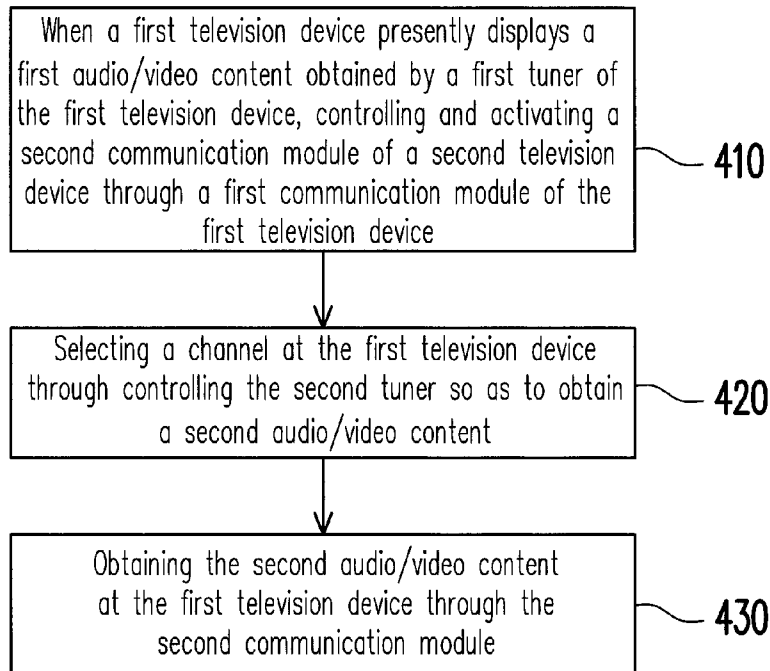 When a first television device presently displays a
first audio/video content obtained by a first tuner of
the first television device, controlling and activating a
second communication module of a second television
device through a first communication module of the
first television device
410
Selecting a channel at the first television device
through controlling the second tuner so as to obtain
a second audio/video content
420
Obtaining the second audio/video content
at the first television device through the
second communication module
430